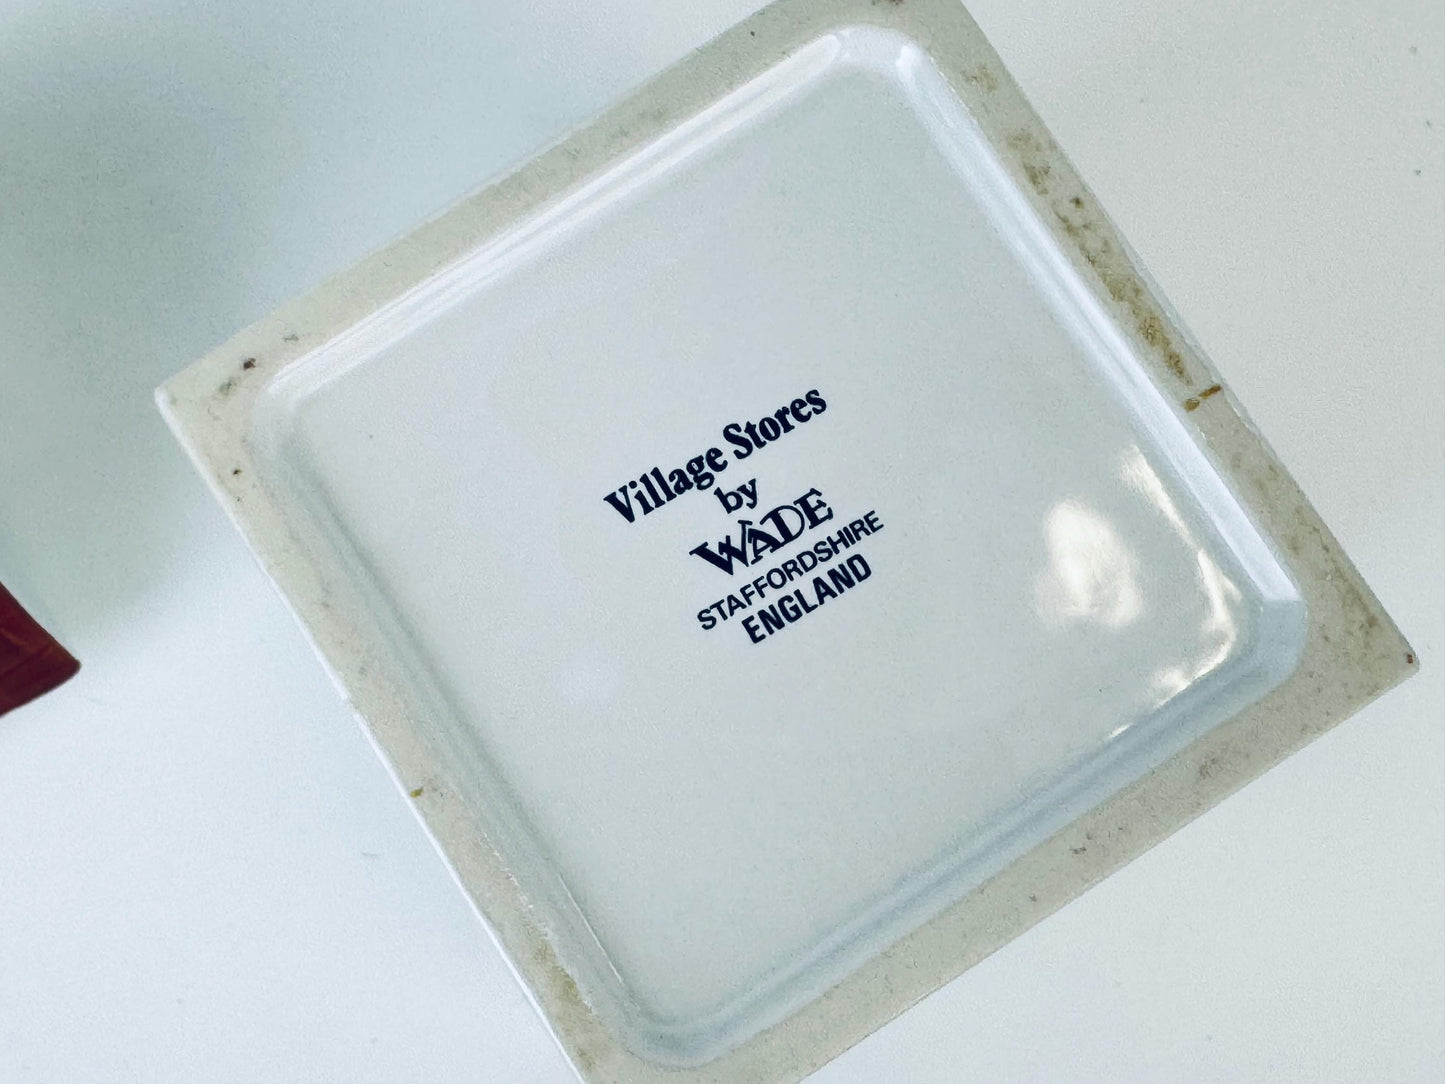 Village Stores
by
WADE
STAFFORDSHIRE
ENGLAND